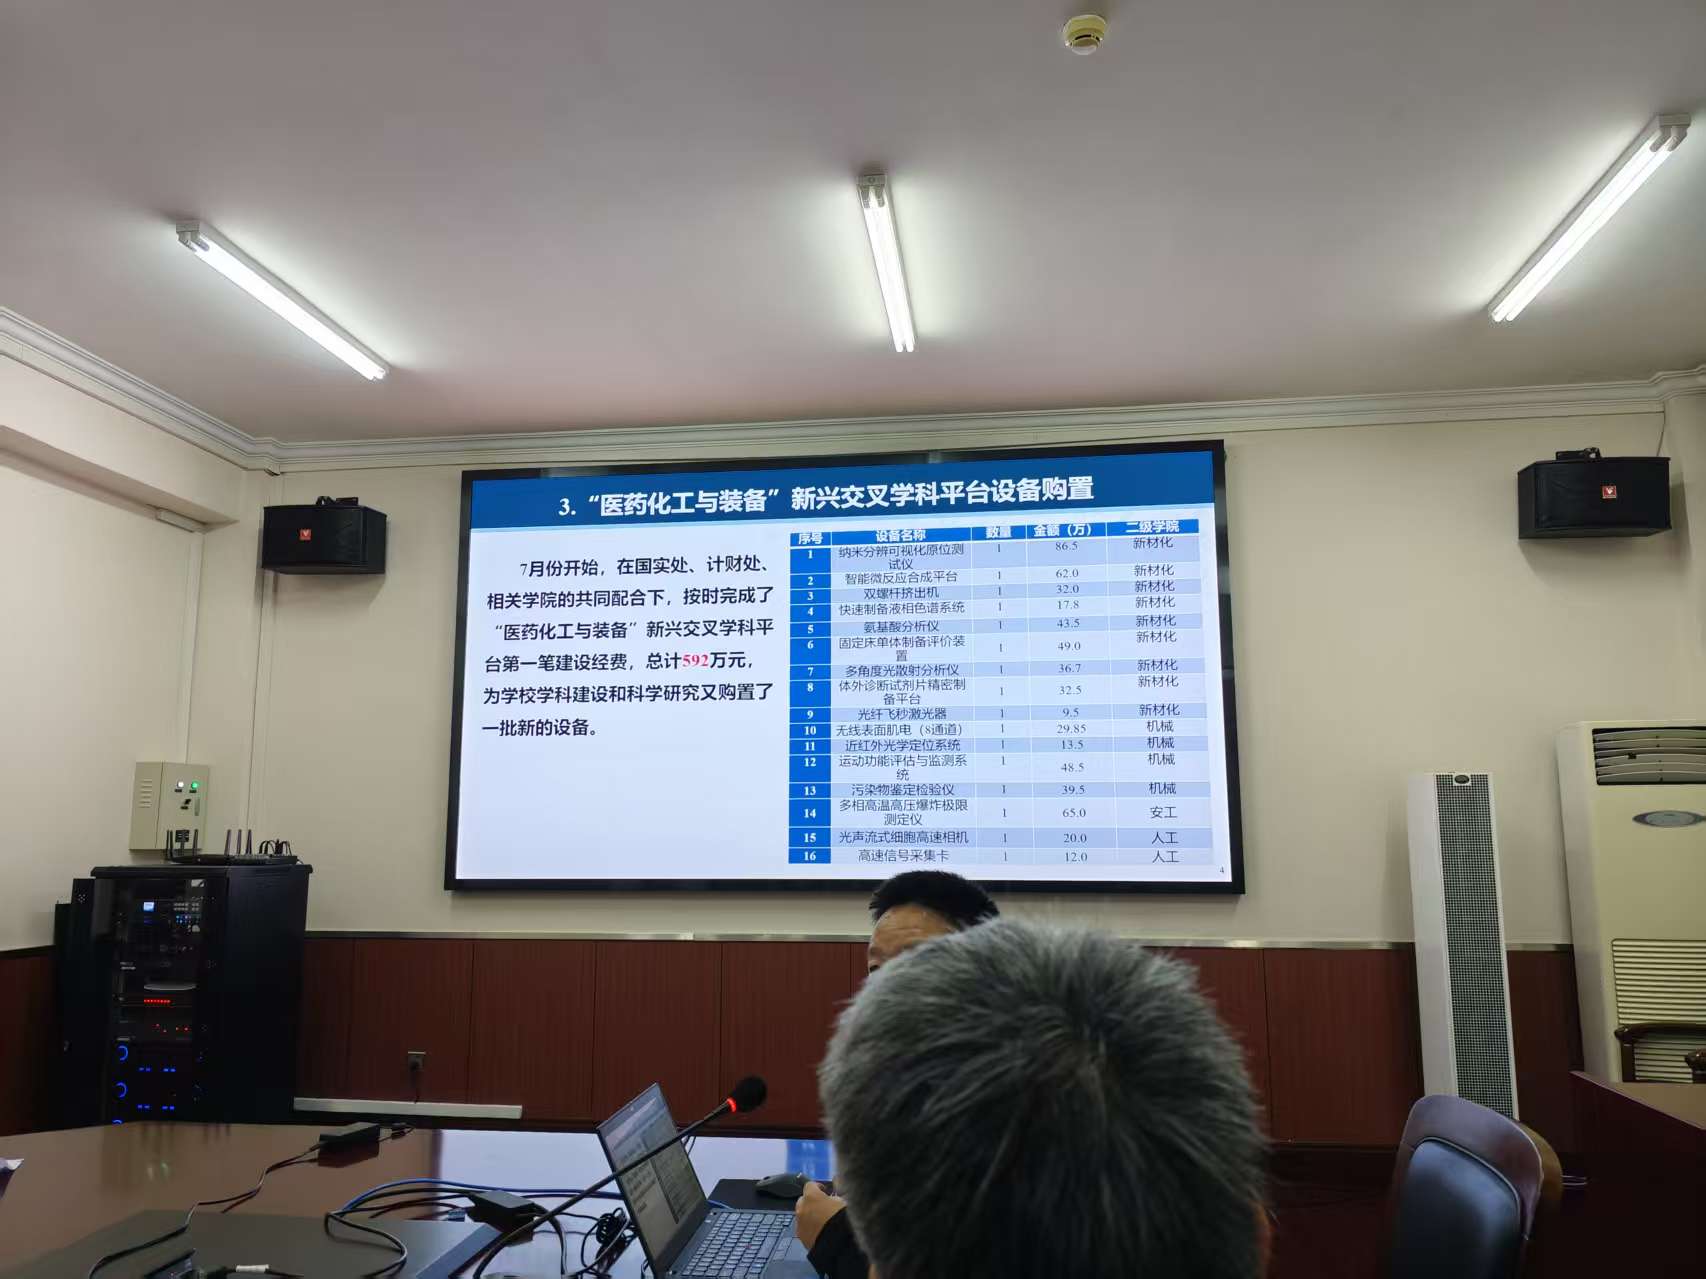 3. “医药化工与装备”新兴交叉学科平台设备购置
7月份开始，在国实处、计财处、
相关学院的共同配合下，按时完成了
“医药化工与装备”新兴交叉学科平
台第一笔建设经费，总计592万元，
为学校学科建设和科学研究又购置了
一批新的设备。
序号 设备名称 数量 金额（万） 二级学院
1 纳米分辨可视化原位测试仪 1 86.5 新材化
2 智能微反应合成平台 1 62.0 新材化
3 双螺杆挤出机 1 32.0 新材化
4 快速制备液相色谱系统 1 17.8 新材化
5 氨基酸分析仪 1 43.5 新材化
6 固定床单体制备评价装置 1 49.0 新材化
7 多角度光散射分析仪 1 36.7 新材化
8 体外诊断试剂片精密制备平台 1 32.5 新材化
9 光纤飞秒激光器 1 9.5 新材化
10 无线表面肌电（8通道） 1 29.85 机械
11 近红外光学定位系统 1 13.5 机械
12 运动功能评估与监测系统 1 48.5 机械
13 污染物鉴定检验仪 1 39.5 机械
14 多相高温高压爆炸极限测定仪 1 65.0 安工
15 光声流式细胞高速相机 1 20.0 人工
16 高速信号采集卡 1 12.0 人工
4